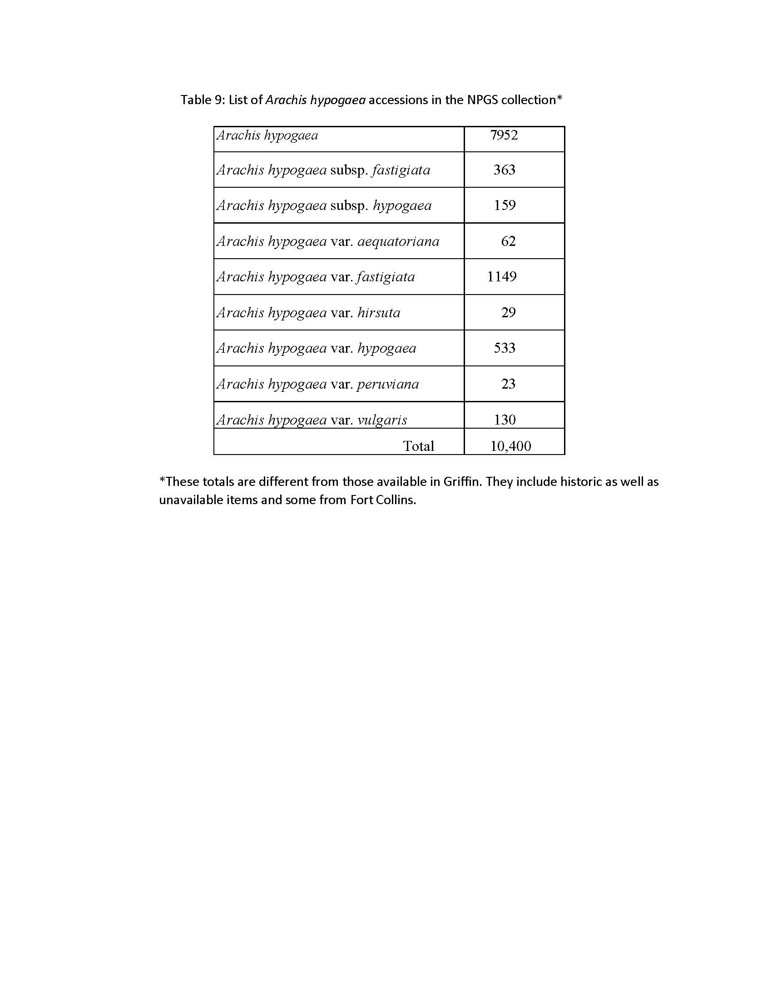 Table 9: List of Arachis hypogaea accessions in the NPGS collection*
Arachis hypogaea 7952
Arachis hypogaea subsp. fastigiata 363
Arachis hypogaea subsp. hypogaea 159
Arachis hypogaea var. aequatoriana 62
Arachis hypogaea var. fastigiata 1149
Arachis hypogaea var. hirsuta 29
Arachis hypogaea var. hypogaea 533
Arachis hypogaea var. peruviana 23
Arachis hypogaea var. vulgaris 130
Total 10,400
*These totals are different from those available in Griffin. They include historic as well as
unavailable items and some from Fort Collins.